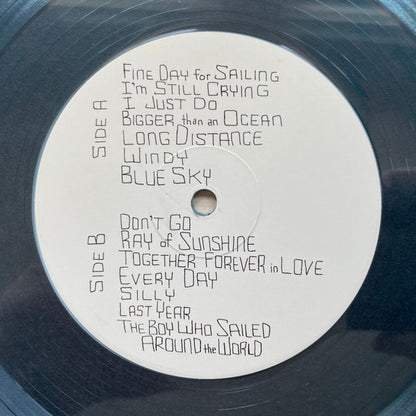 SIDE A
FINE DAY for SAILING
I'M STILL CRYING
I JUST DO
BIGGER than an OCEAN
LONG DISTANCE
WINDY
BLUE SKY
SIDE B
DON'T GO
RAY of SUNSHINE
TOGETHER FOREVER in LOVE
EVERY DAY
SILLY
LAST YEAR
THE BOY WHO SAILED
AROUND the WORLD